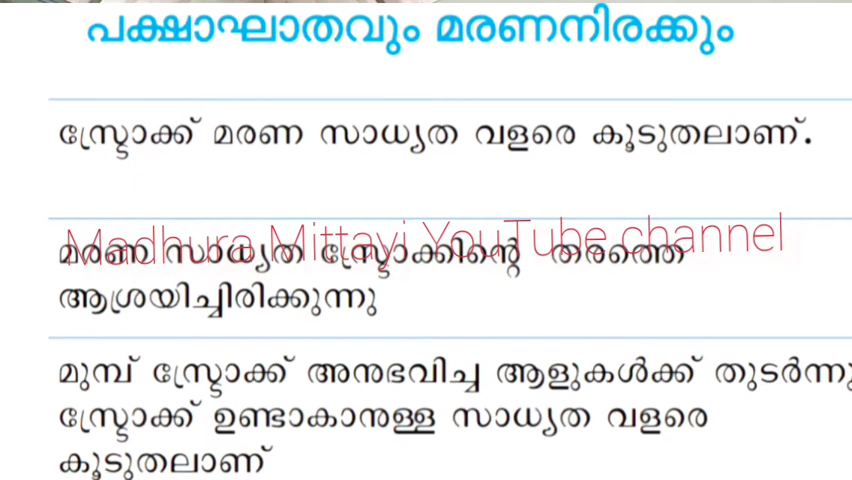 പക്ഷാഘാതവും മരണനിരക്കും
സ്ട്രോക്ക് മരണ സാധ്യത വളരെ കൂടുതലാണ്.
Madhura Mittayi YouTube channel
മരണ സാധ്യത സ്ട്രോക്കിന്റെ തരത്തെ
ആശ്രയിച്ചിരിക്കുന്നു
മുമ്പ് സ്ട്രോക്ക് അനുഭവിച്ച ആളുകൾക്ക് തുടർന്നു
സ്ട്രോക്ക് ഉണ്ടാകാനുള്ള സാധ്യത വളരെ
കൂടുതലാണ്